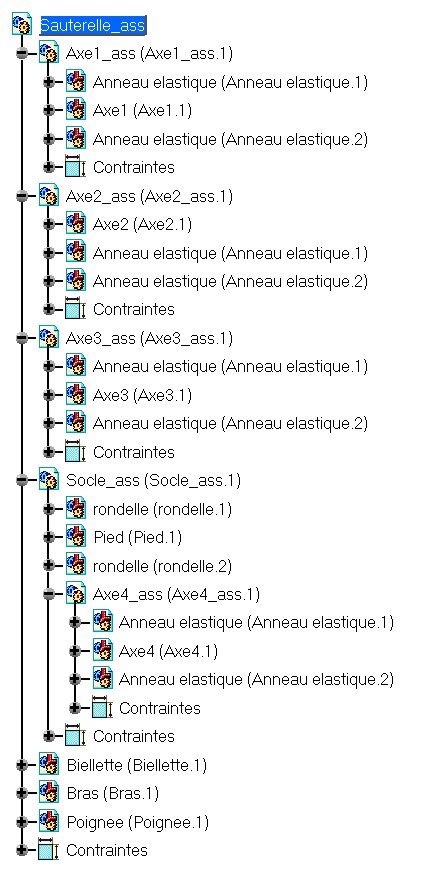 Sauterelle_ass
Axe1_ass (Axe1_ass.1)
Anneau elastique (Anneau elastique.1)
Axe1 (Axe1.1)
Anneau elastique (Anneau elastique.2)
Contraintes
Axe2_ass (Axe2_ass.1)
Axe2 (Axe2.1)
Anneau elastique (Anneau elastique.1)
Anneau elastique (Anneau elastique.2)
Contraintes
Axe3_ass (Axe3_ass.1)
Anneau elastique (Anneau elastique.1)
Axe3 (Axe3.1)
Anneau elastique (Anneau elastique.2)
Contraintes
Socle_ass (Socle_ass.1)
rondelle (rondelle.1)
Pied (Pied.1)
rondelle (rondelle.2)
Axe4_ass (Axe4_ass.1)
Anneau elastique (Anneau elastique.1)
Axe4 (Axe4.1)
Anneau elastique (Anneau elastique.2)
Contraintes
Contraintes
Biellette (Biellette.1)
Bras (Bras.1)
Poignee (Poignee.1)
Contraintes